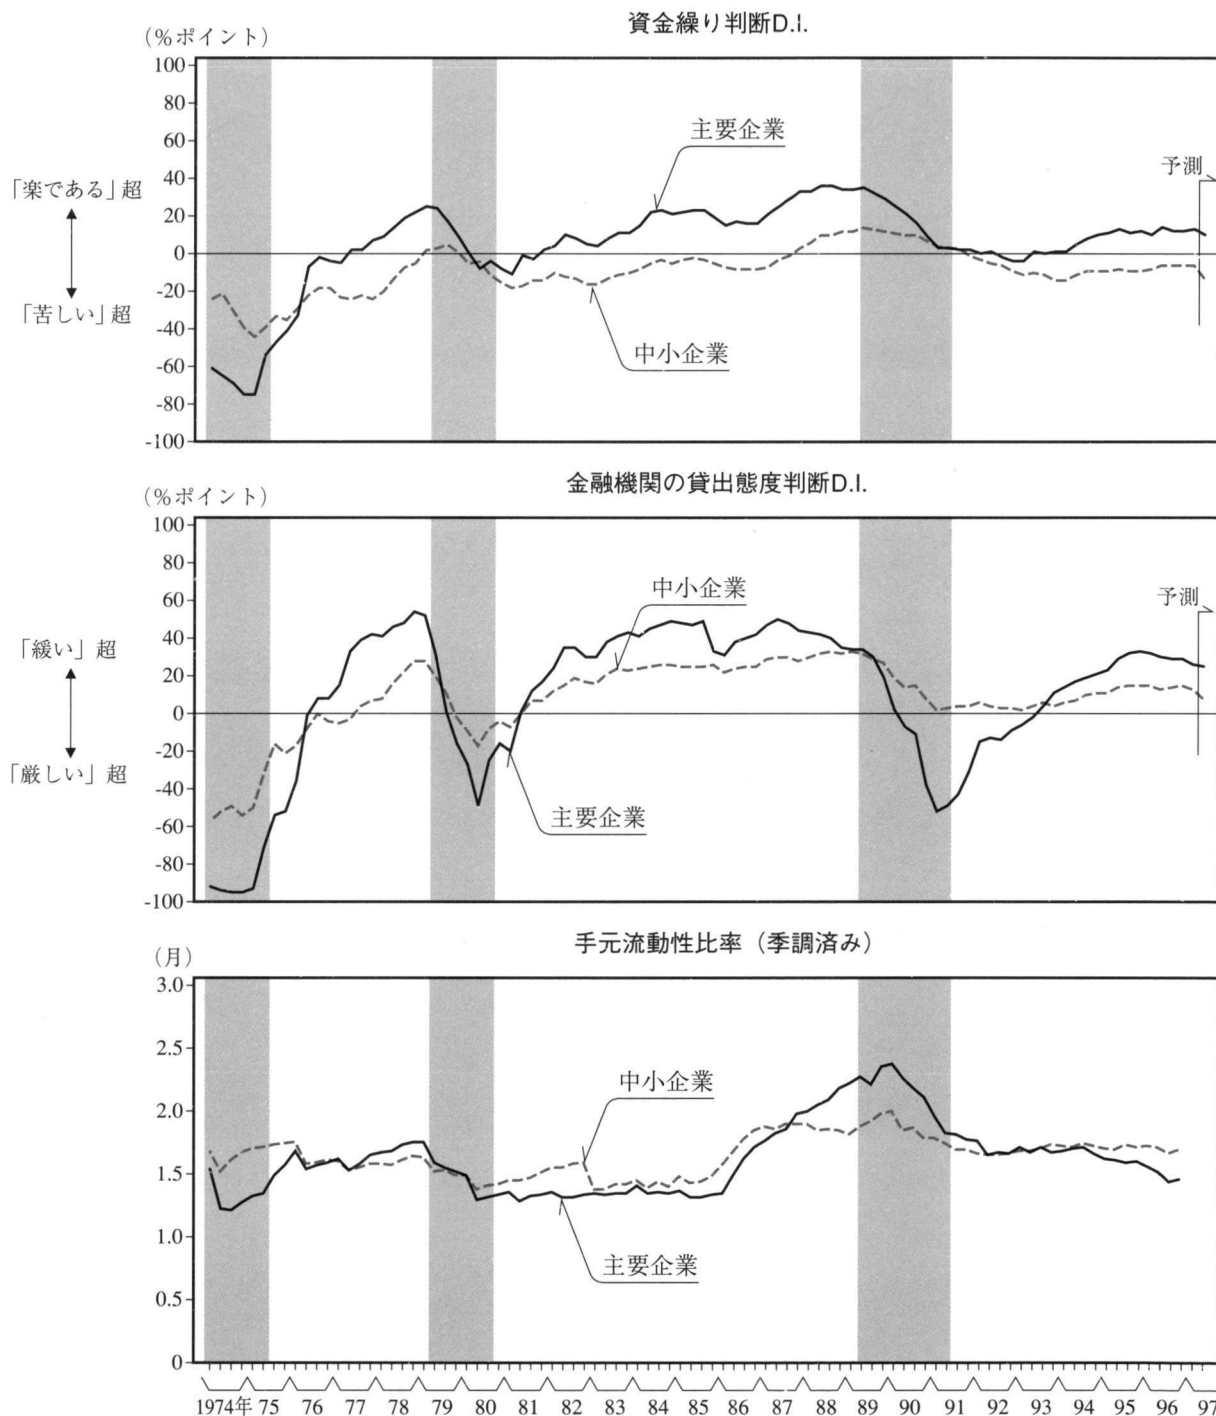 資金繰り判断D.I.
（%ポイント）
100
80
60
40
20
0
-20
-40
-60
-80
-100
「楽である」超
「苦しい」超
主要企業
中小企業
予測
金融機関の貸出態度判断D.I.
（%ポイント）
100
80
60
40
20
0
-20
-40
-60
-80
-100
「緩い」超
「厳しい」超
中小企業
主要企業
予測
手元流動性比率（季調済み）
（月）
3.0
2.5
2.0
1.5
1.0
0.5
0
中小企業
主要企業
1974年 75 76 77 78 79 80 81 82 83 84 85 86 87 88 89 90 91 92 93 94 95 96 97